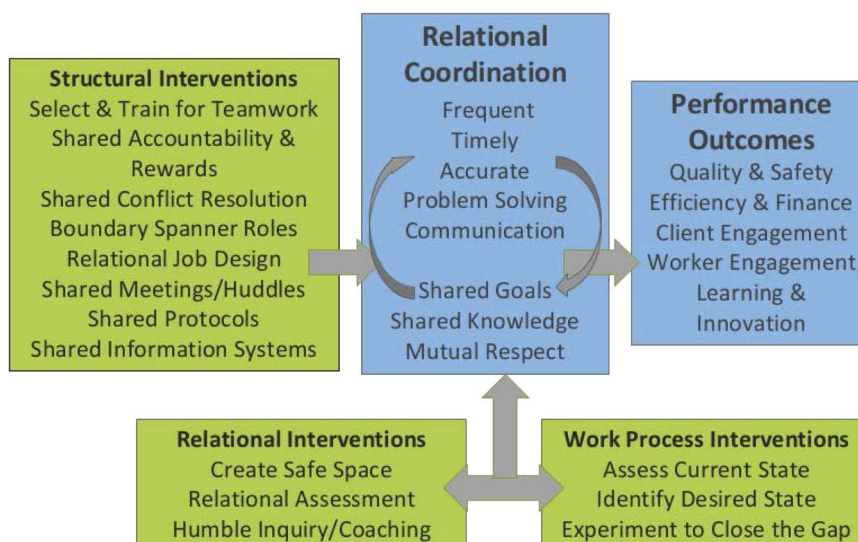 Structural Interventions
Select & Train for Teamwork
Shared Accountability &
Rewards
Shared Conflict Resolution
Boundary Spanner Roles
Relational Job Design
Shared Meetings/Huddles
Shared Protocols
Shared Information Systems
Relational
Coordination
Frequent
Timely
Accurate
Problem Solving
Communication
Shared Goals
Shared Knowledge
Mutual Respect
Performance
Outcomes
Quality & Safety
Efficiency & Finance
Client Engagement
Worker Engagement
Learning &
Innovation
Relational Interventions
Create Safe Space
Relational Assessment
Humble Inquiry/Coaching
Work Process Interventions
Assess Current State
Identify Desired State
Experiment to Close the Gap